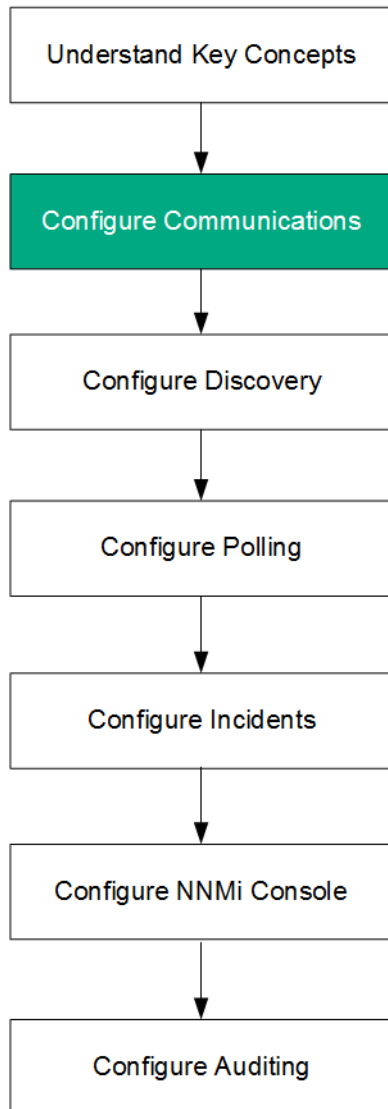 Understand Key Concepts
Configure Communications
Configure Discovery
Configure Polling
Configure Incidents
Configure NNMi Console
Configure Auditing